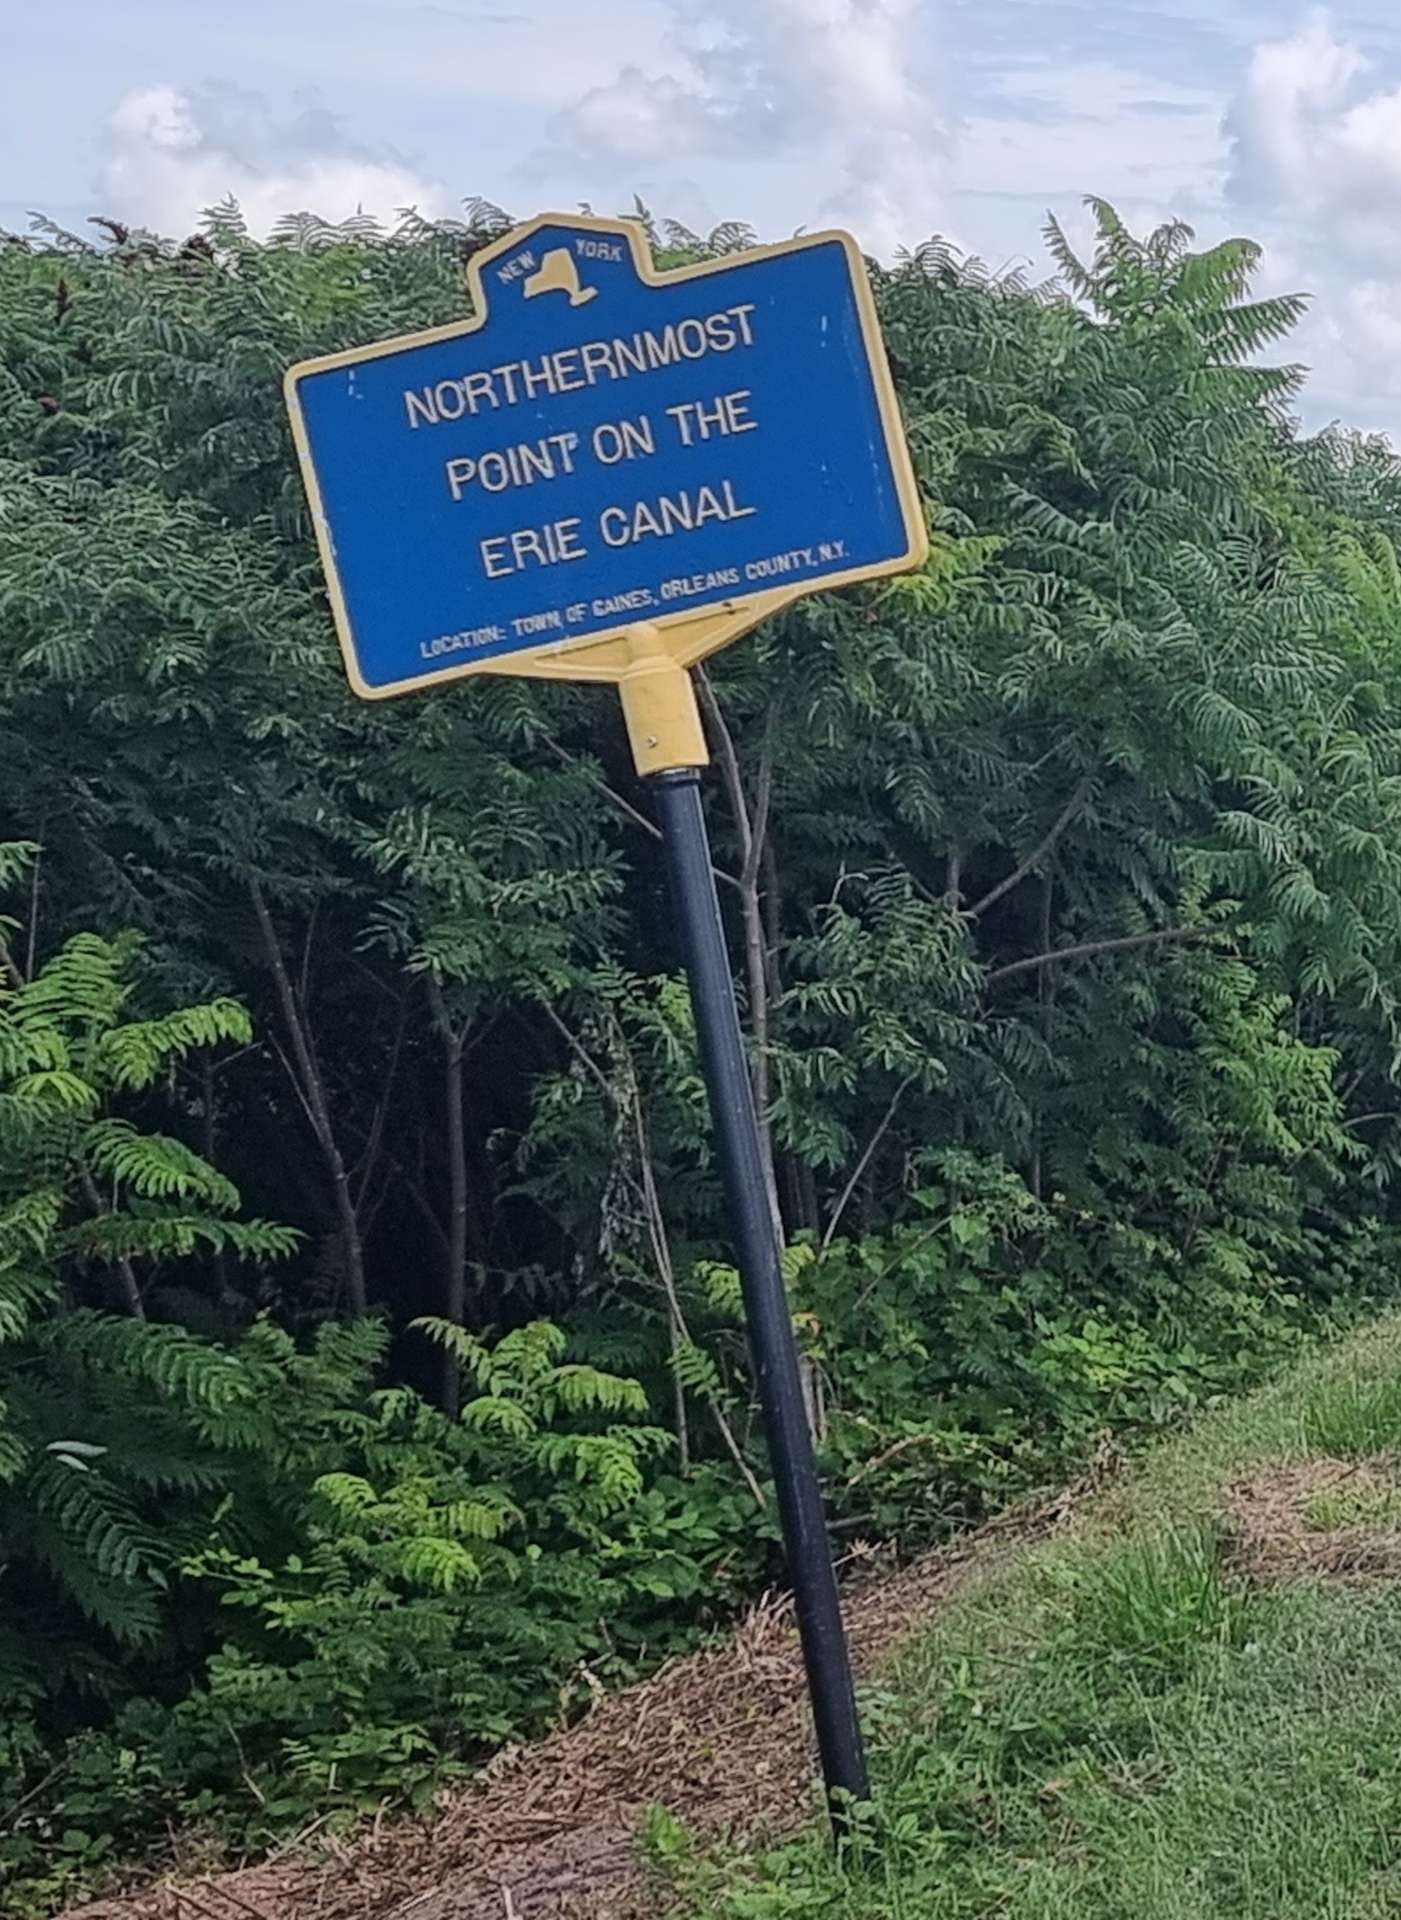 NEW YORK
NORTHERNMOST
POINT ON THE
ERIE CANAL
LOCATION: TOWN OF GAINES, ORLEANS COUNTY, N.Y.